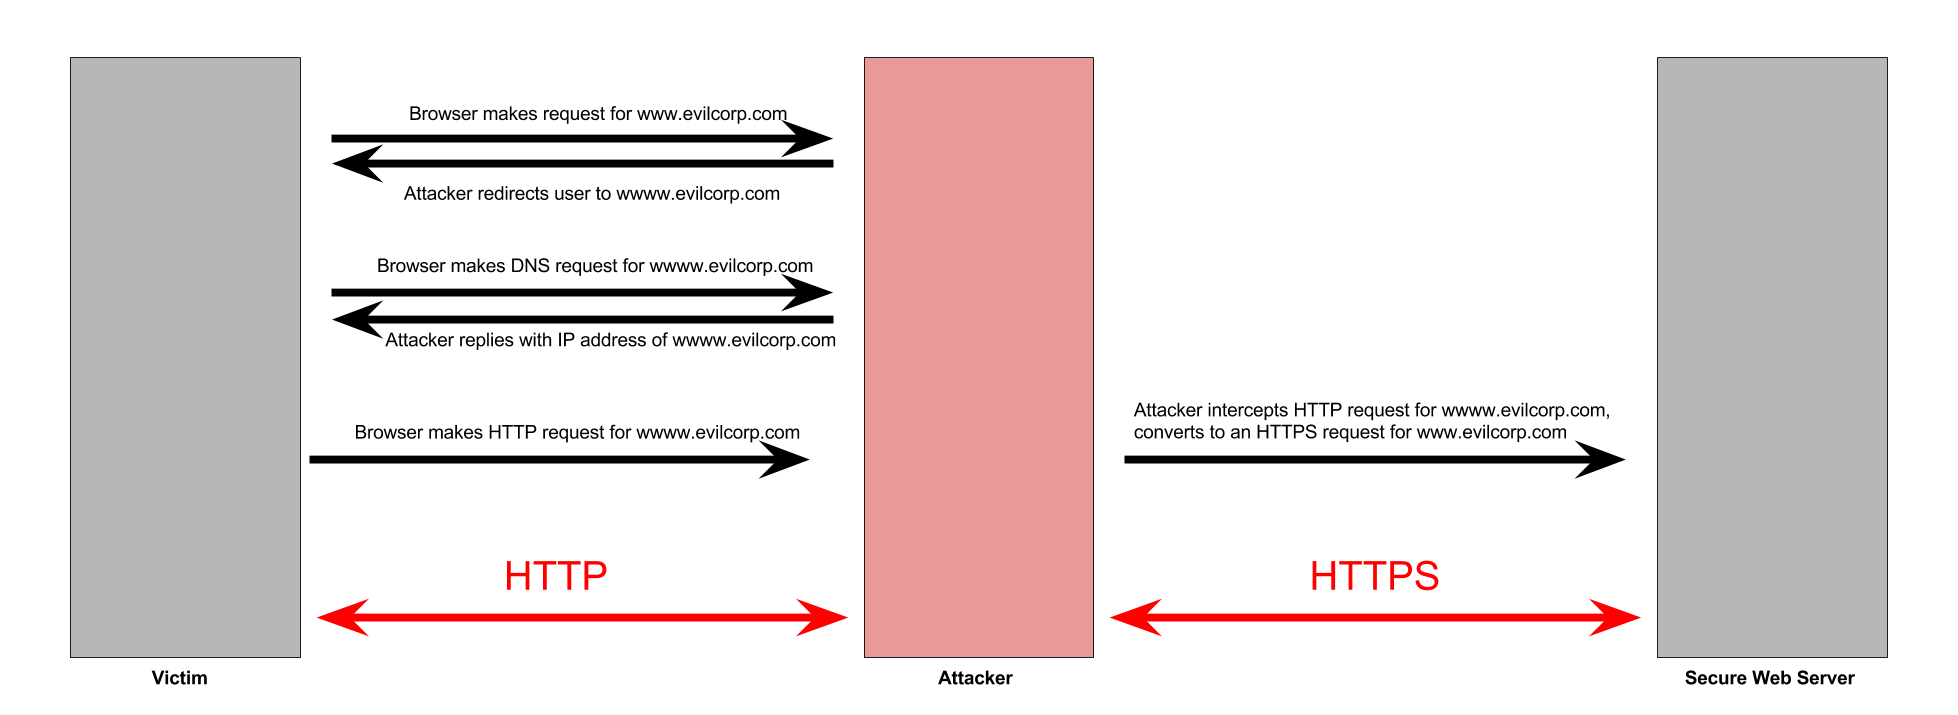 Browser makes request for www.evilcorp.com
Attacker redirects user to wwww.evilcorp.com
Browser makes DNS request for wwww.evilcorp.com
Attacker replies with IP address of wwww.evilcorp.com
Browser makes HTTP request for wwww.evilcorp.com
Attacker intercepts HTTP request for wwww.evilcorp.com,
converts to an HTTPS request for www.evilcorp.com
HTTP
HTTPS
Victim
Attacker
Secure Web Server